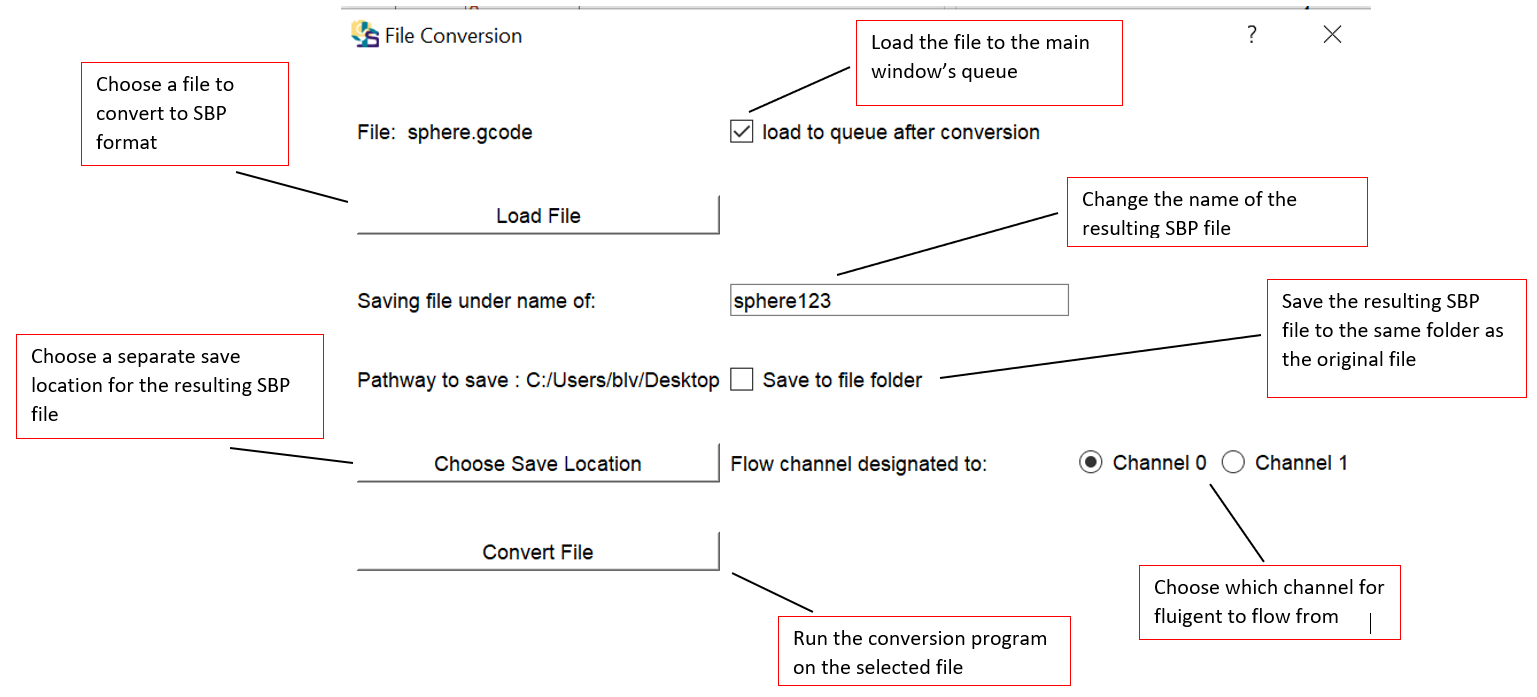 File Conversion
?
Load the file to the main
window's queue
Choose a file to
convert to SBP
format
File: sphere.gcode
load to queue after conversion
Load File
Change the name of the
resulting SBP file
Saving file under name of:
sphere123
Save the resulting SBP
file to the same folder as
the original file
Choose a separate save
location for the resulting SBP
file
Pathway to save : C:/Users/blv/Desktop
Save to file folder
Choose Save Location
Flow channel designated to:
Channel 0
Channel 1
Convert File
Choose which channel for
fluigent to flow from
Run the conversion program
on the selected file